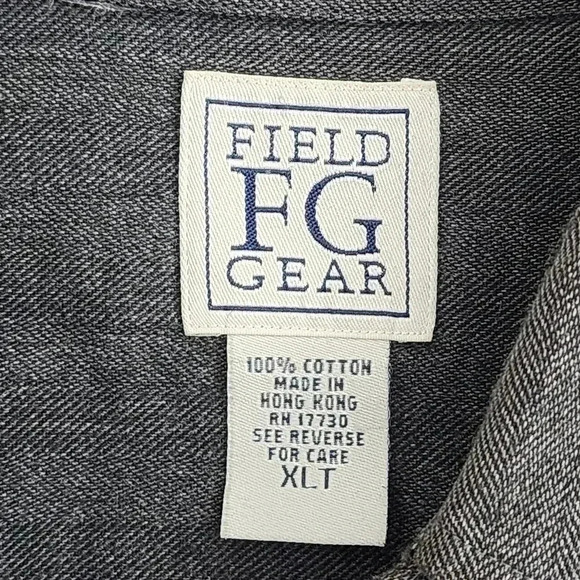 FIELD
FG
GEAR
100% COTTON
MADE IN
HONG KONG
RN 17730
SEE REVERSE
FOR CARE
XLT